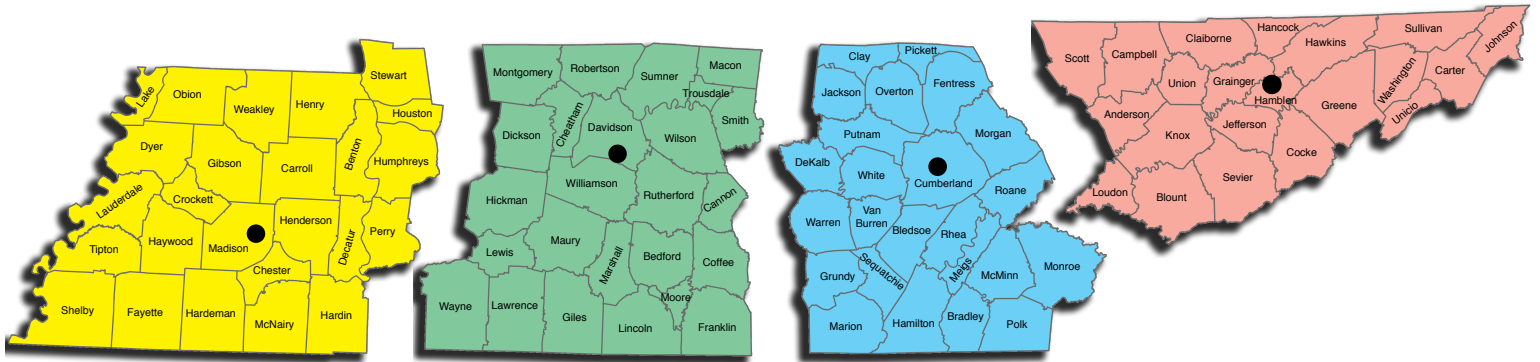 Stewart
Lake
Obion
Weakley
Henry
Houston
Dyer
Gibson
Carroll
Benton
Humphreys
Lauderdale
Crockett
Haywood
Madison
Henderson
Decatur
Perry
Tipton
Chester
Shelby
Fayette
Hardeman
McNairy
Hardin
Montgomery
Robertson
Sumner
Macon
Trousdale
Dickson
Cheatham
Davidson
Wilson
Smith
Hickman
Williamson
Rutherford
Cannon
Lewis
Maury
Marshall
Bedford
Coffee
Wayne
Lawrence
Giles
Lincoln
Moore
Franklin
Clay
Pickett
Jackson
Overton
Fentress
Putnam
Morgan
DeKalb
White
Cumberland
Roane
Warren
Van
Buren
Bledsoe
Rhea
Grundy
Sequatchie
Meigs
McMinn
Monroe
Marion
Hamilton
Bradley
Polk
Scott
Campbell
Claiborne
Hancock
Hawkins
Sullivan
Johnson
Union
Grainger
Hamblen
Greene
Washington
Carter
Unicio
Anderson
Knox
Jefferson
Cocke
Loudon
Blount
Sevier